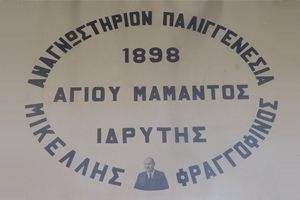 ΑΝΑΓΝΩΣΤΗΡΙΟΝ ΠΑΛΙΓΓΕΝΕΣΙΑ
1898
ΑΓΙΟΥ ΜΑΜΑΝΤΟΣ
ΙΔΡΥΤΗΣ
ΜΙΚΕΛΛΗΣ ΦΡΑΓΓΟΦΙΝΟΣ